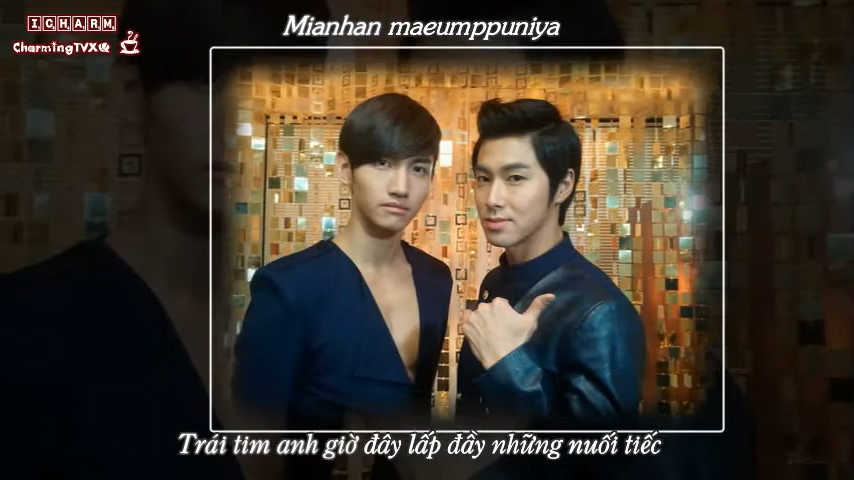 I.C.H.A.R.M.
CharmingTVXQ
Mianhan maeumppuniya
Trái tim anh giờ đây lấp đầy những nuối tiếc